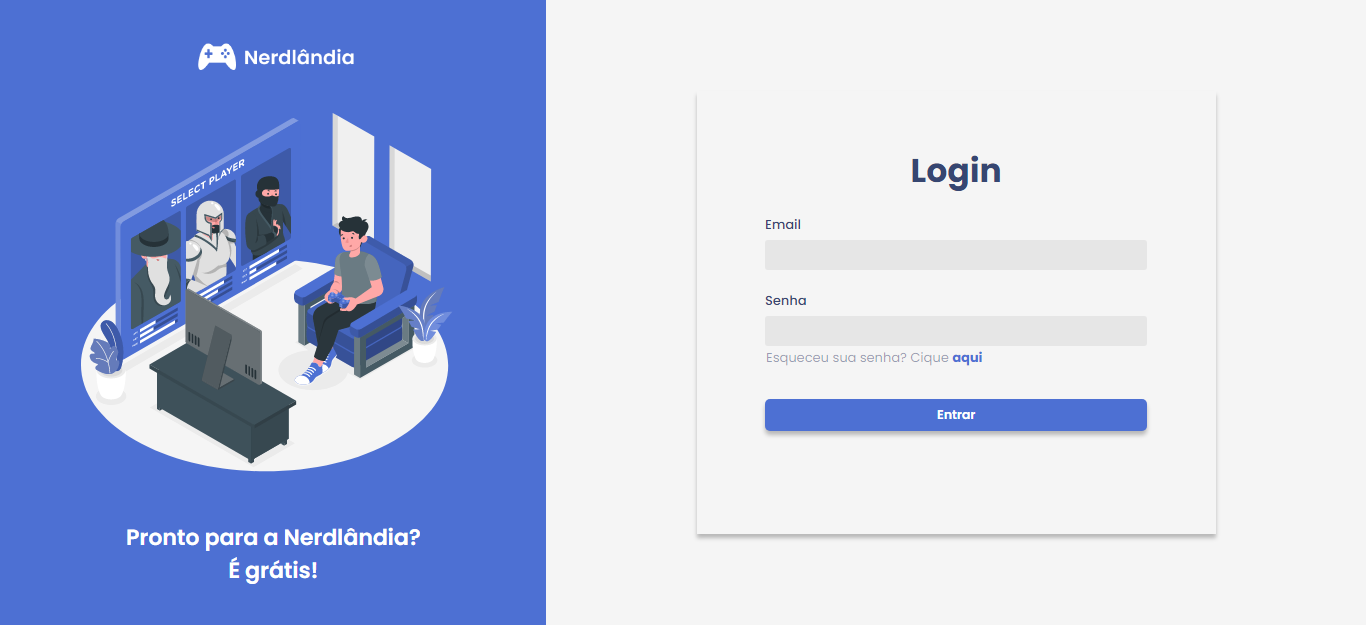 Nerdlândia
SELECT PLAYER
Pronto para a Nerdlândia?
É grátis!
Login
Email
Senha
Esqueceu sua senha? Cique aqui
Entrar